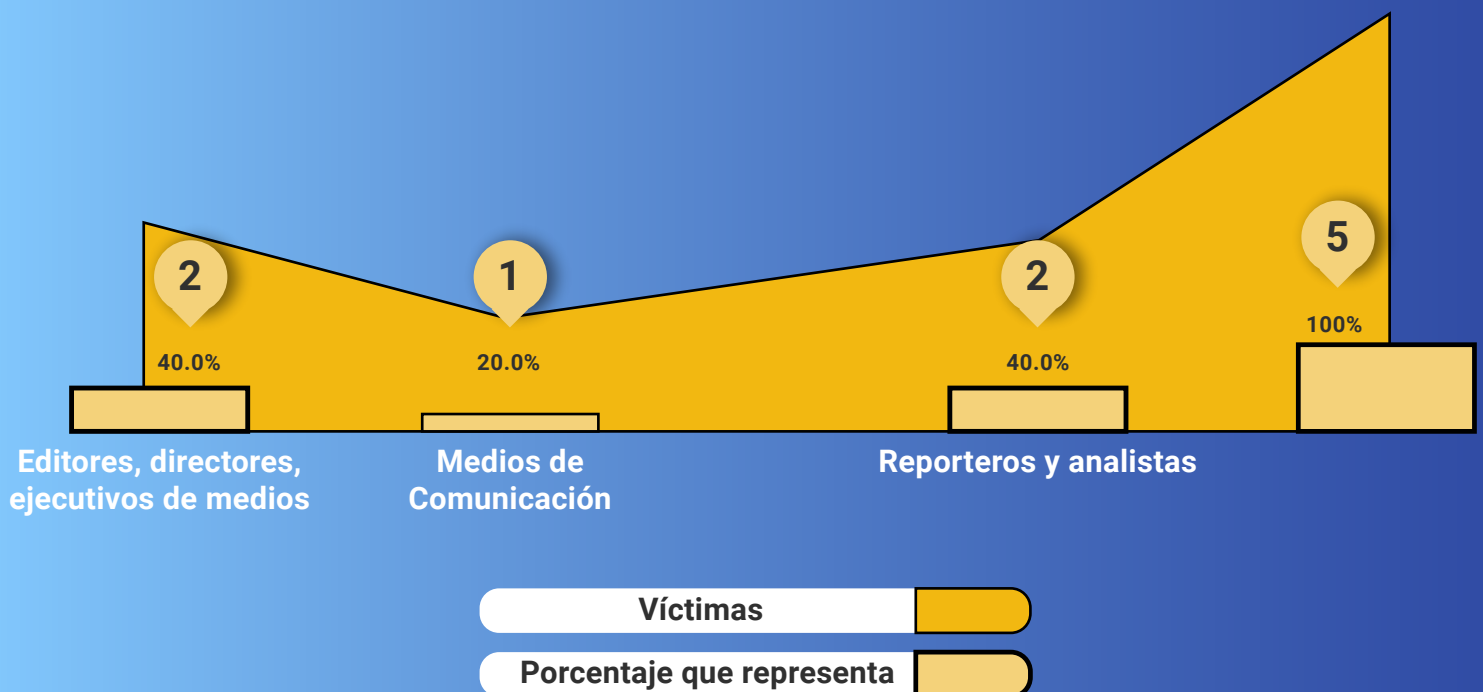 5
2
1
2
100%
40.0%
20.0%
40.0%
Editores, directores,
ejecutivos de medios
Medios de
Comunicación
Reporteros y analistas
Víctimas
Porcentaje que representa